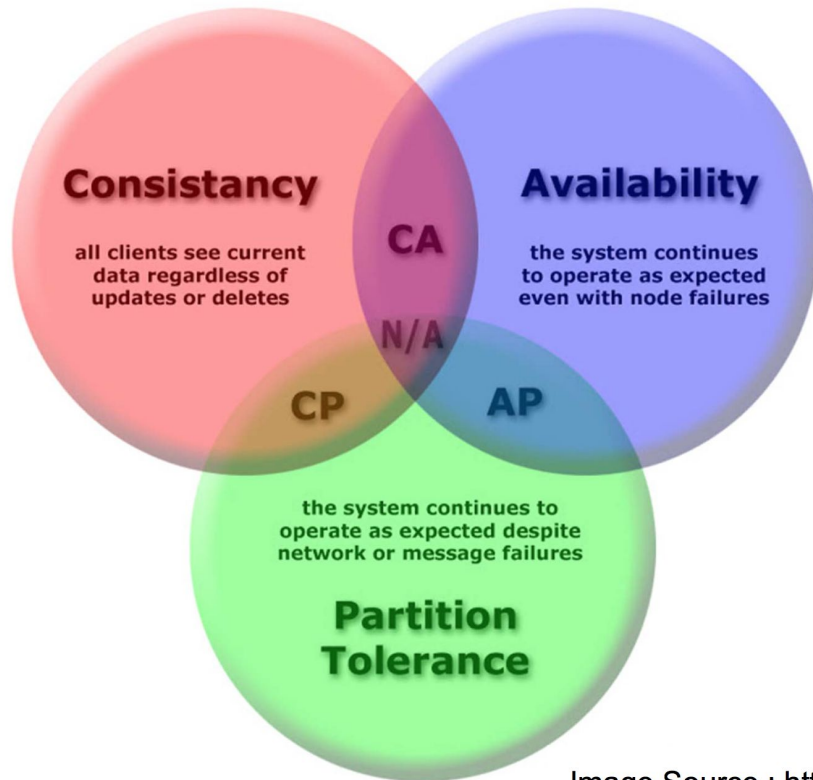 Consistancy
all clients see current
data regardless of
updates or deletes
Availability
the system continues
to operate as expected
even with node failures
CA
N/A
CP
AP
the system continues to
operate as expected despite
network or message failures
Partition
Tolerance
Image Source : htt